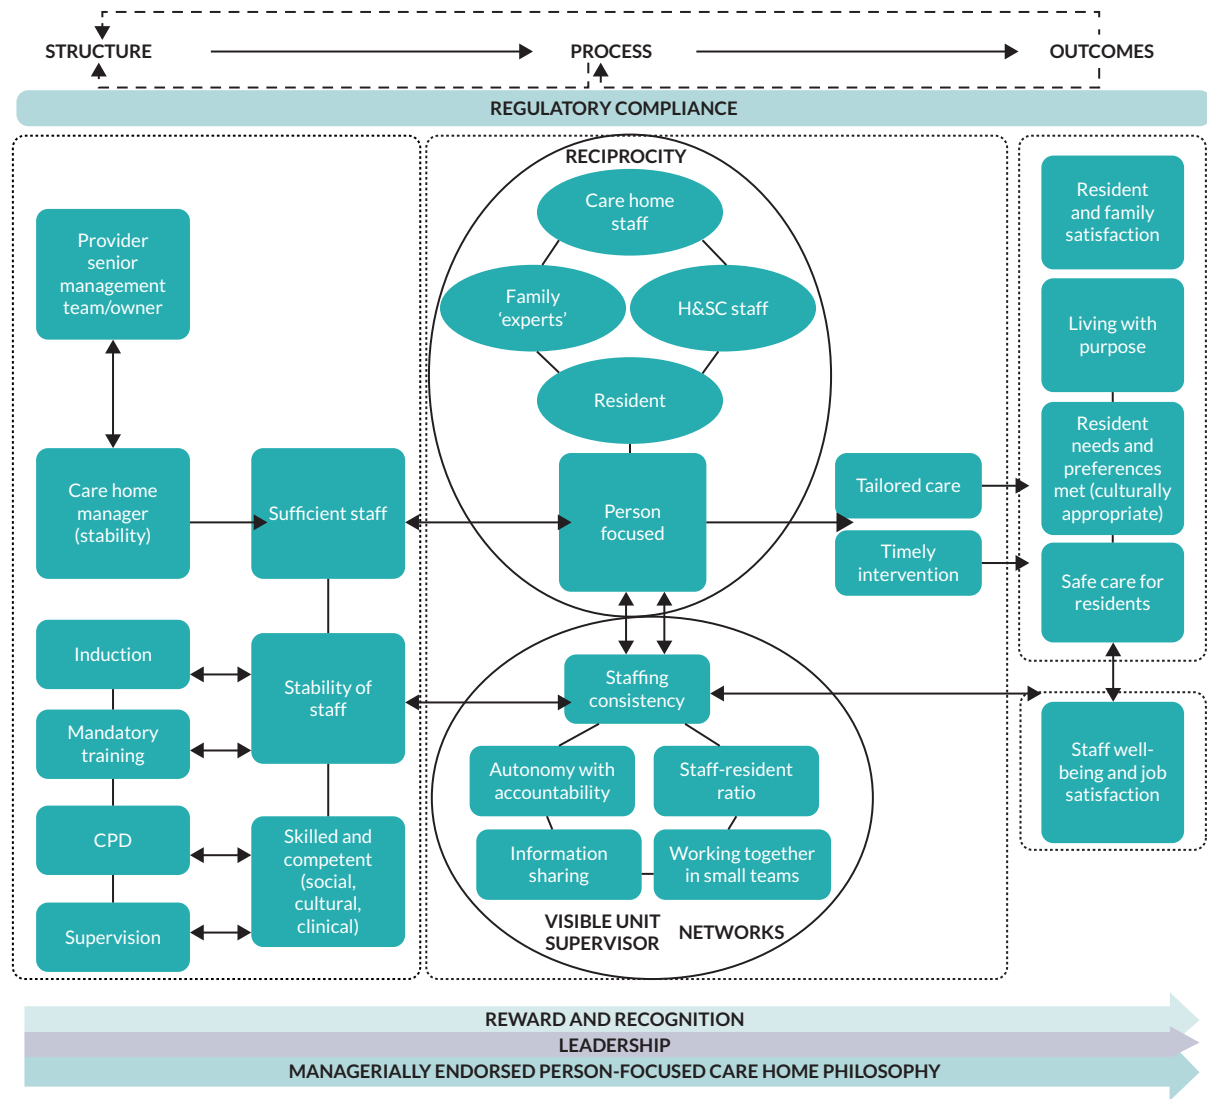 STRUCTURE
PROCESS
OUTCOMES
REGULATORY COMPLIANCE
Provider
senior
management
team/owner
Care home
manager
(stability)
Sufficient staff
Induction
Mandatory
training
CPD
Supervision
Stability of
staff
Skilled and
competent
(social,
cultural,
clinical)
RECIPROCITY
Care home
staff
Family
‘experts’
H&SC staff
Resident
Person
focused
Tailored care
Timely
intervention
Staffing
consistency
Autonomy with
accountability
Staff-resident
ratio
Information
sharing
Working together
in small teams
VISIBLE UNIT
SUPERVISOR
NETWORKS
Resident
and family
satisfaction
Living with
purpose
Resident
needs and
preferences
met (culturally
appropriate)
Safe care for
residents
Staff well-
being and job
satisfaction
REWARD AND RECOGNITION
LEADERSHIP
MANAGERIALLY ENDORSED PERSON-FOCUSED CARE HOME PHILOSOPHY